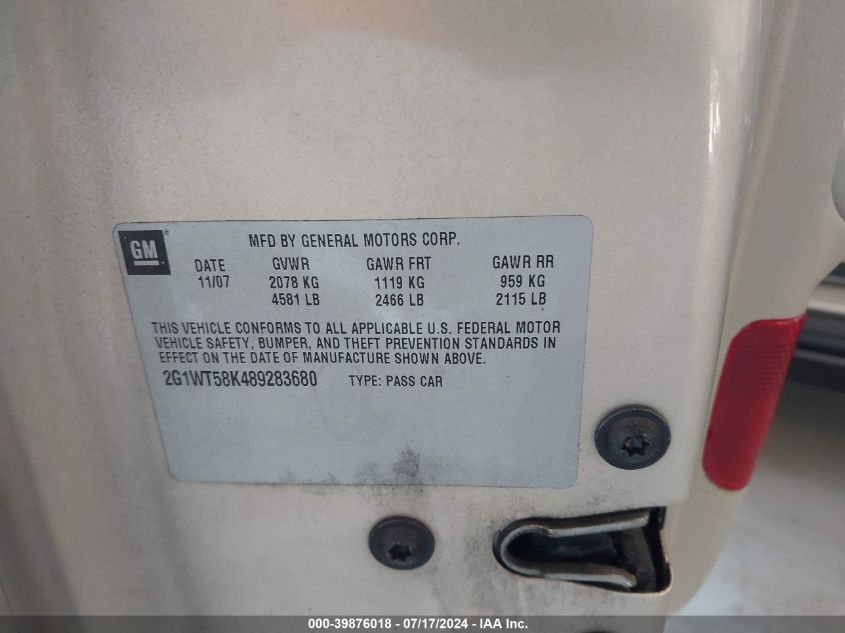 GM
MFD BY GENERAL MOTORS CORP.
DATE GVWR GAWR FRT GAWR RR
11/07 2078 KG 1119 KG 959 KG
4581 LB 2466 LB 2115 LB
THIS VEHICLE CONFORMS TO ALL APPLICABLE U.S. FEDERAL MOTOR
VEHICLE SAFETY, BUMPER, AND THEFT PREVENTION STANDARDS IN
EFFECT ON THE DATE OF MANUFACTURE SHOWN ABOVE.
2G1WT58K489283680 TYPE: PASS CAR
000-39876018 - 07/17/2024 - IAA Inc.